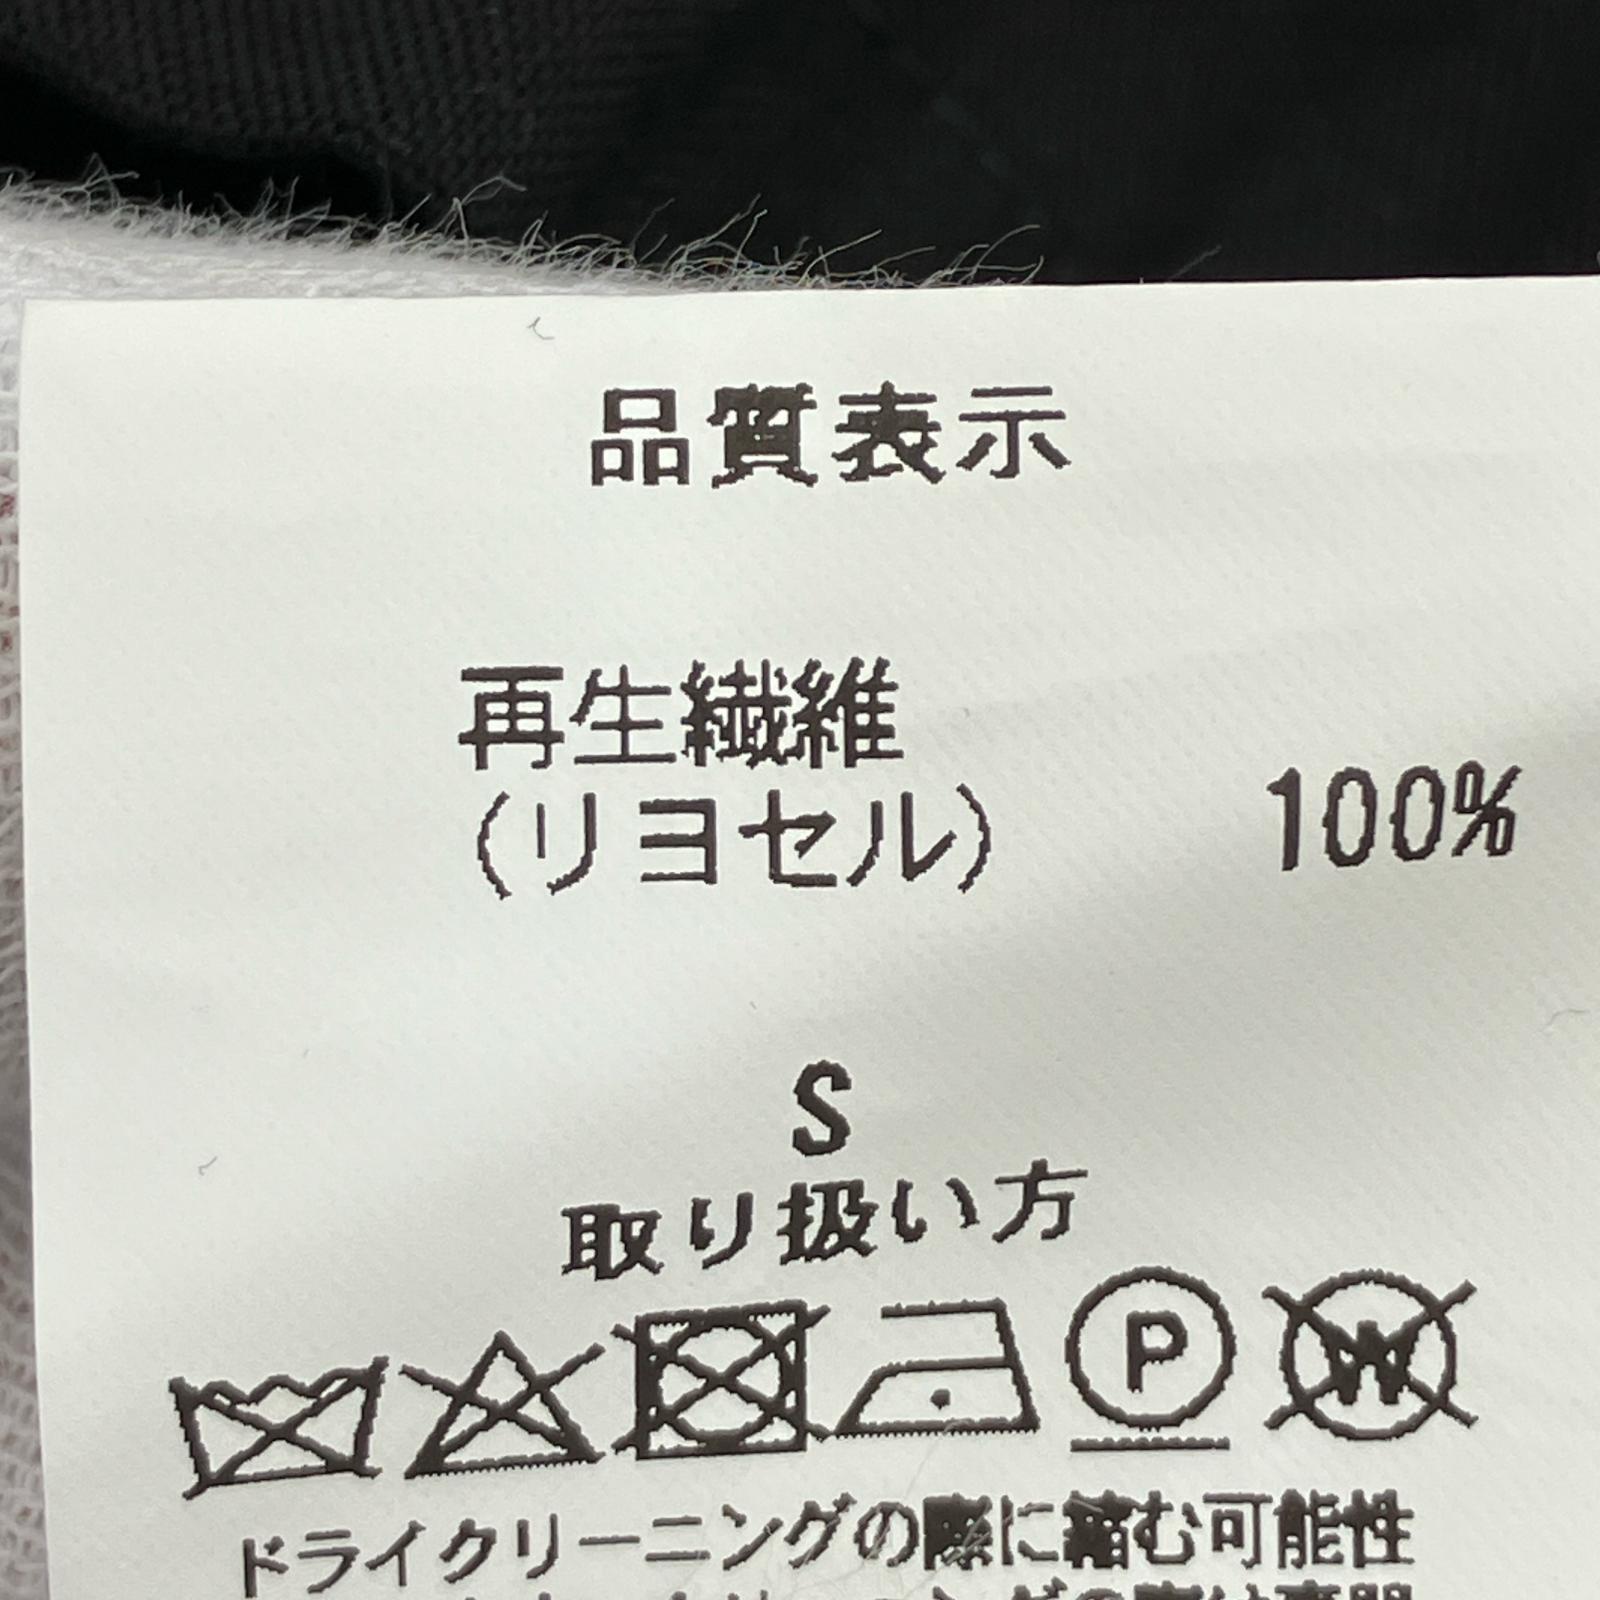 品質表示
再生繊維
(リヨセル) 100%
S
取り扱い方
P W
ドライクリーニングの際に縮む可能性